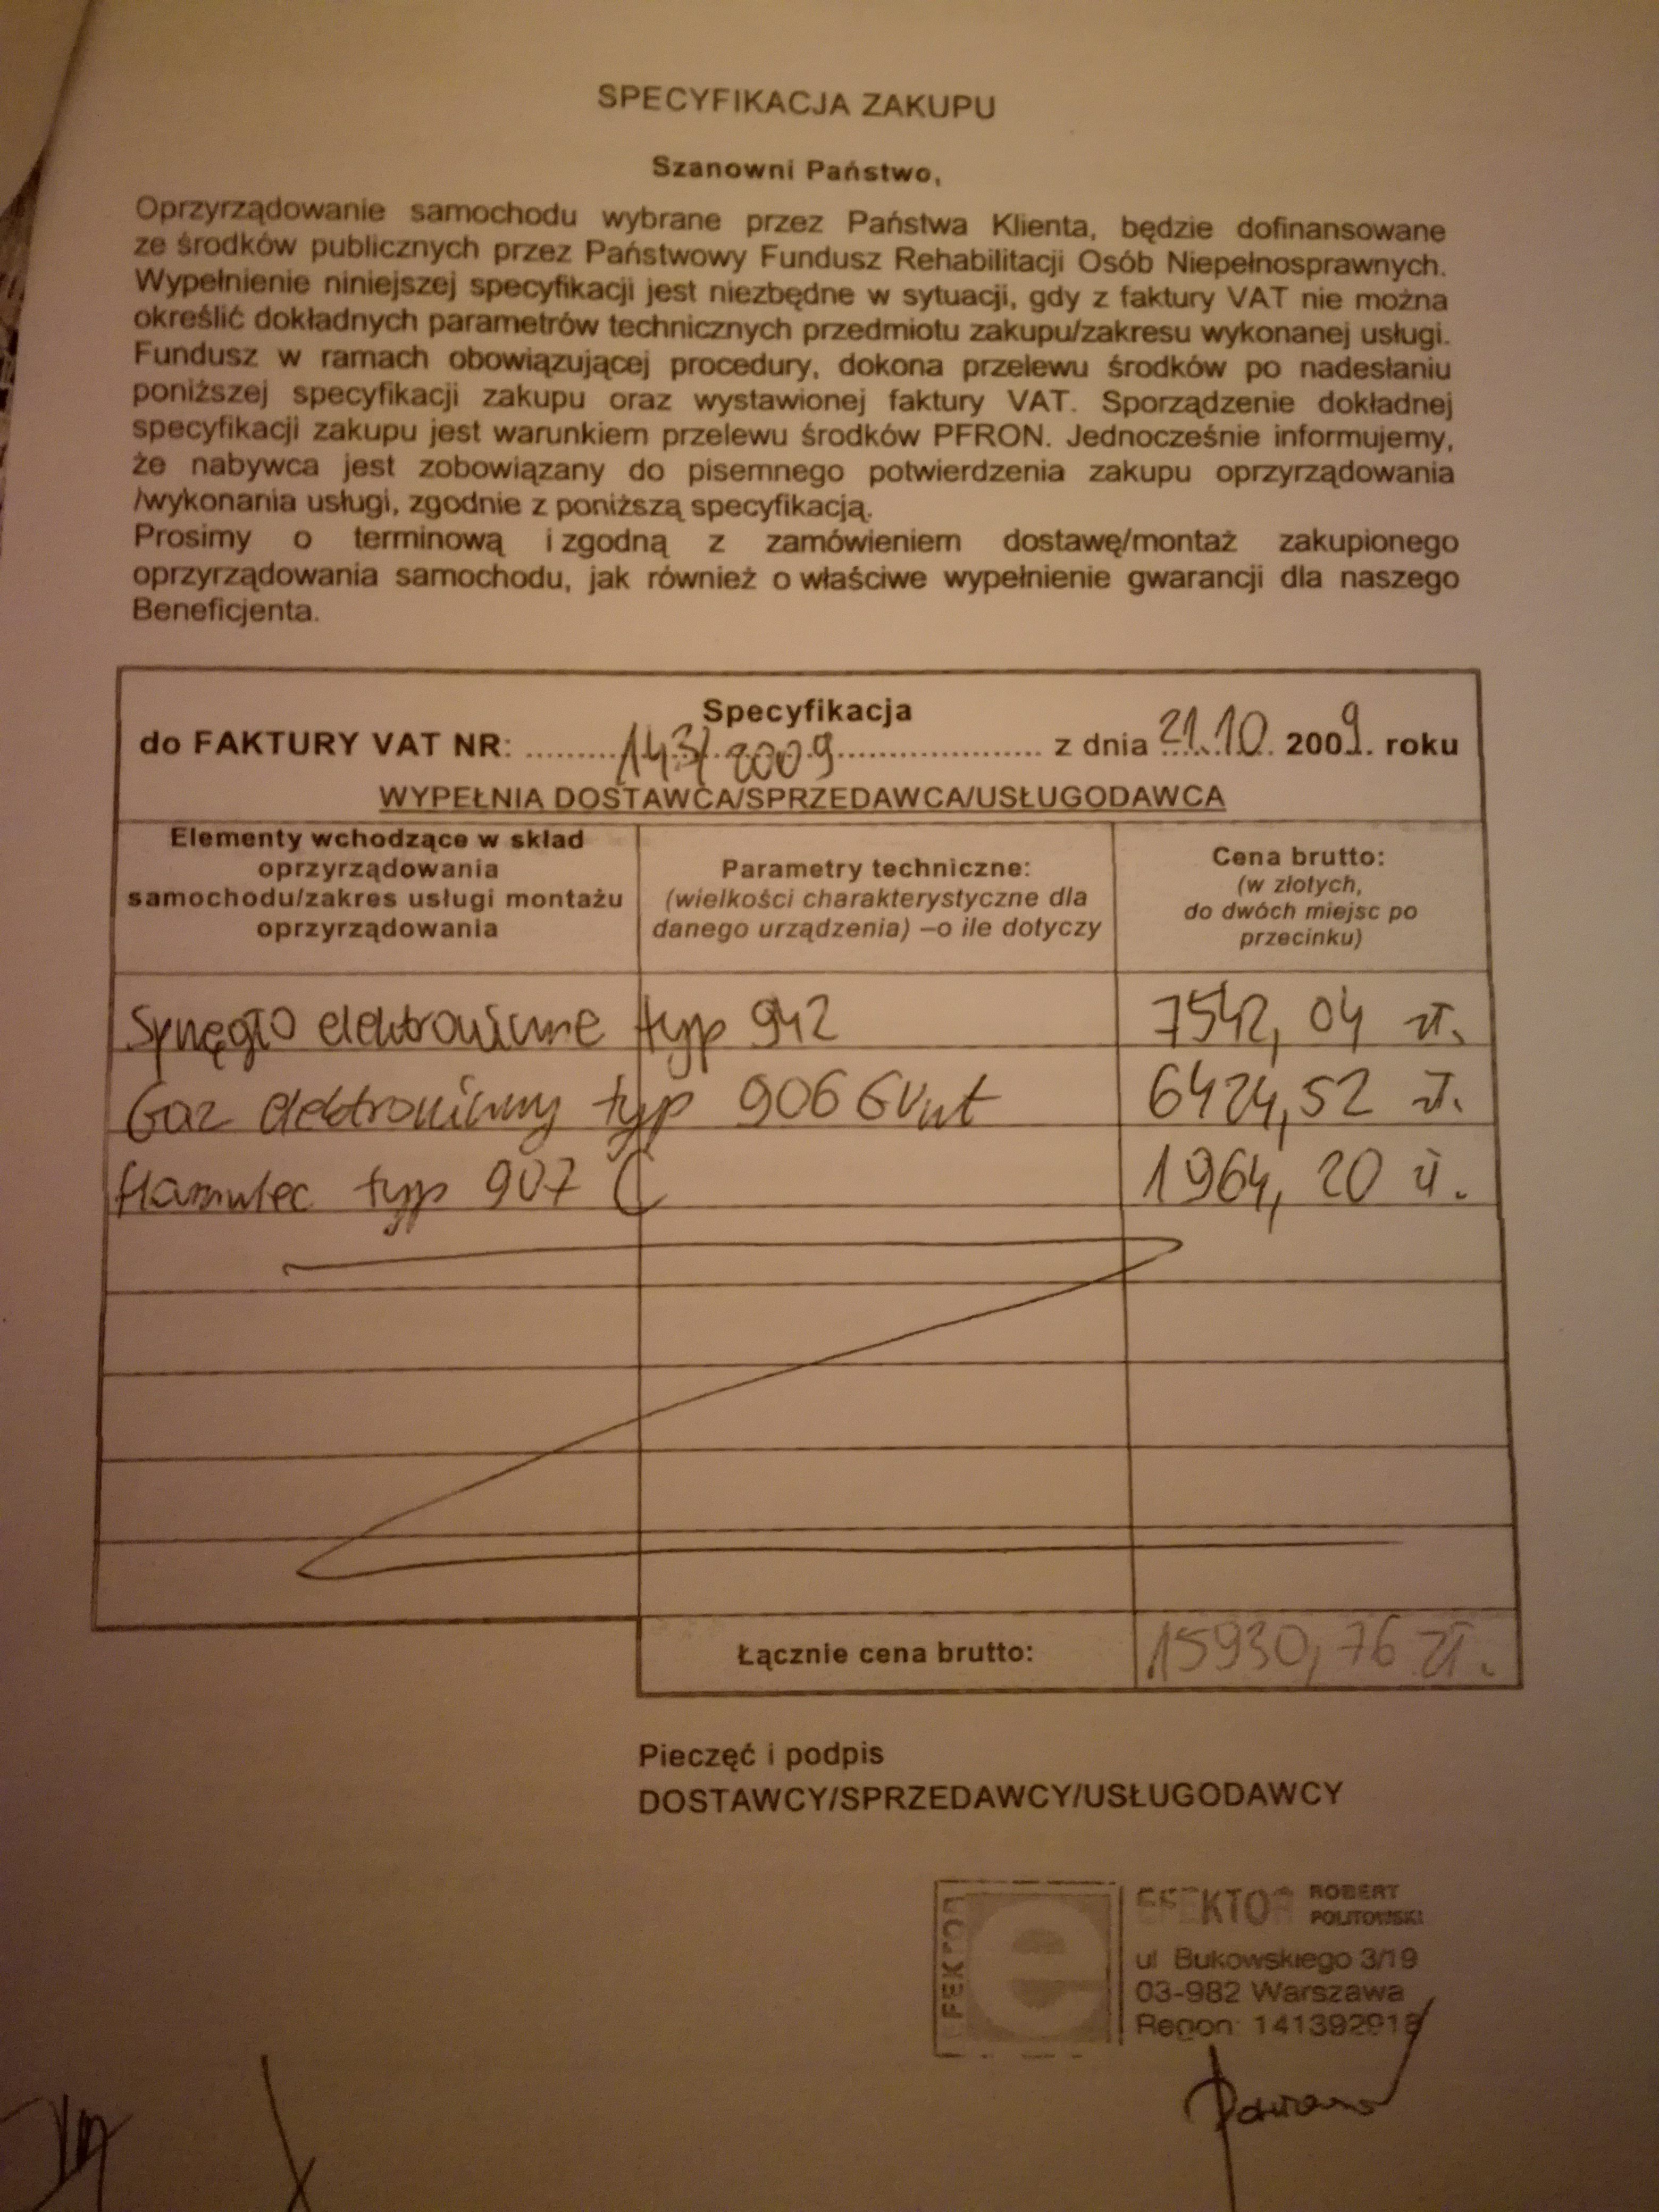 SPECYFIKACJA ZAKUPU
Szanowni Państwo,
Oprzyrządowanie samochodu wybrane przez Państwa Klienta, będzie dofinansowane
ze środków publicznych przez Państwowy Fundusz Rehabilitacji Osób Niepełnosprawnych.
Wypełnienie niniejszej specyfikacji jest niezbędne w sytuacji, gdy z faktury VAT nie można
określić dokładnych parametrów technicznych przedmiotu zakupu/zakresu wykonanej usługi.
Fundusz w ramach obowiązującej procedury, dokona przelewu środków po nadesłaniu
poniższej specyfikacji zakupu oraz wystawionej faktury VAT. Sporządzenie dokładnej
specyfikacji zakupu jest warunkiem przelewu środków PFRON. Jednocześnie informujemy,
że nabywca jest zobowiązany do pisemnego potwierdzenia zakupu oprzyrządowania
/wykonania usługi, zgodnie z poniższą specyfikacją.
Prosimy o terminową i zgodną z zamówieniem dostawę/montaż zakupionego
oprzyrządowania samochodu, jak również o właściwe wypełnienie gwarancji dla naszego
Beneficjenta.
Specyfikacja
do FAKTURY VAT NR: 143/2009 z dnia 21.10. 2009. roku
WYPEŁNIA DOSTAWCA/SPRZEDAWCA/USŁUGODAWCA
Elementy wchodzące w skład
oprzyrządowania
samochodu/zakres usługi montażu
oprzyrządowania
Parametry techniczne:
(wielkości charakterystyczne dla
danego urządzenia) –o ile dotyczy
Cena brutto:
(w złotych,
do dwóch miejsc po
przecinku)
Sprzęgło elektroniczne typ 942 7542,04 zł.
Gaz elektroniczny typ 906 GVnt 6424,52 zł.
Hamulec typ 907 C 1964,20 zł.
Łącznie cena brutto: 15930,76 zł.
Pieczęć i podpis
DOSTAWCY/SPRZEDAWCY/USŁUGODAWCY
EFEKTOR
EFEKTOR ROBERT
POLITOWSKI
ul Bukowskiego 3/19
03-982 Warszawa
Regon: 141392918